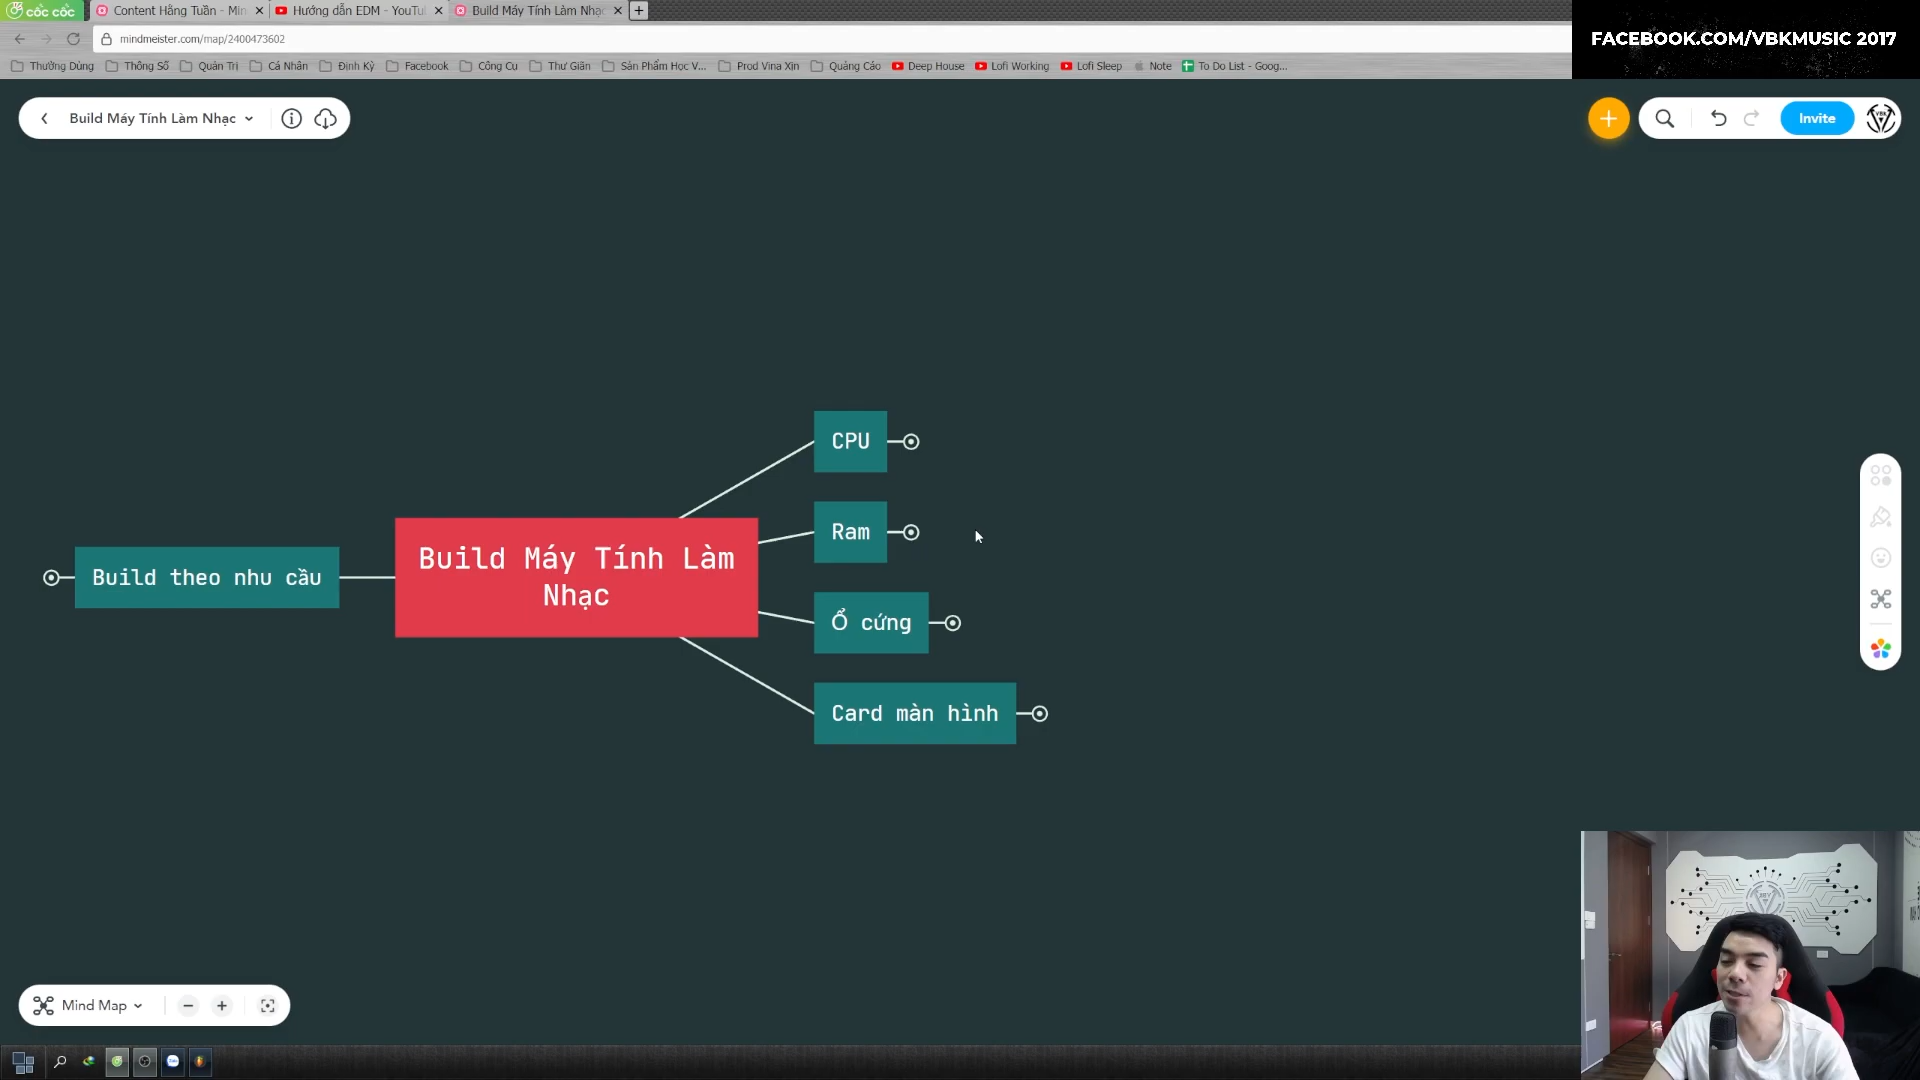 cốc cốc
Content Hằng Tuần - Min
Hướng dẫn EDM - YouTu
Build Máy Tính Làm Nhạc
mindmeister.com/map/2400473602
FACEBOOK.COM/VBKMUSIC 2017
Thường Dùng
Thông Số
Quản Trị
Cá Nhân
Định Kỳ
Facebook
Công Cụ
Thư Giãn
Sản Phẩm Học V...
Prod Vina Xịn
Quảng Cáo
Deep House
Lofi Working
Lofi Sleep
Note
To Do List - Goog...
Build Máy Tính Làm Nhạc
Invite
CPU
Ram
Build theo nhu cầu
Build Máy Tính Làm
Nhạc
Ổ cứng
Card màn hình
Mind Map